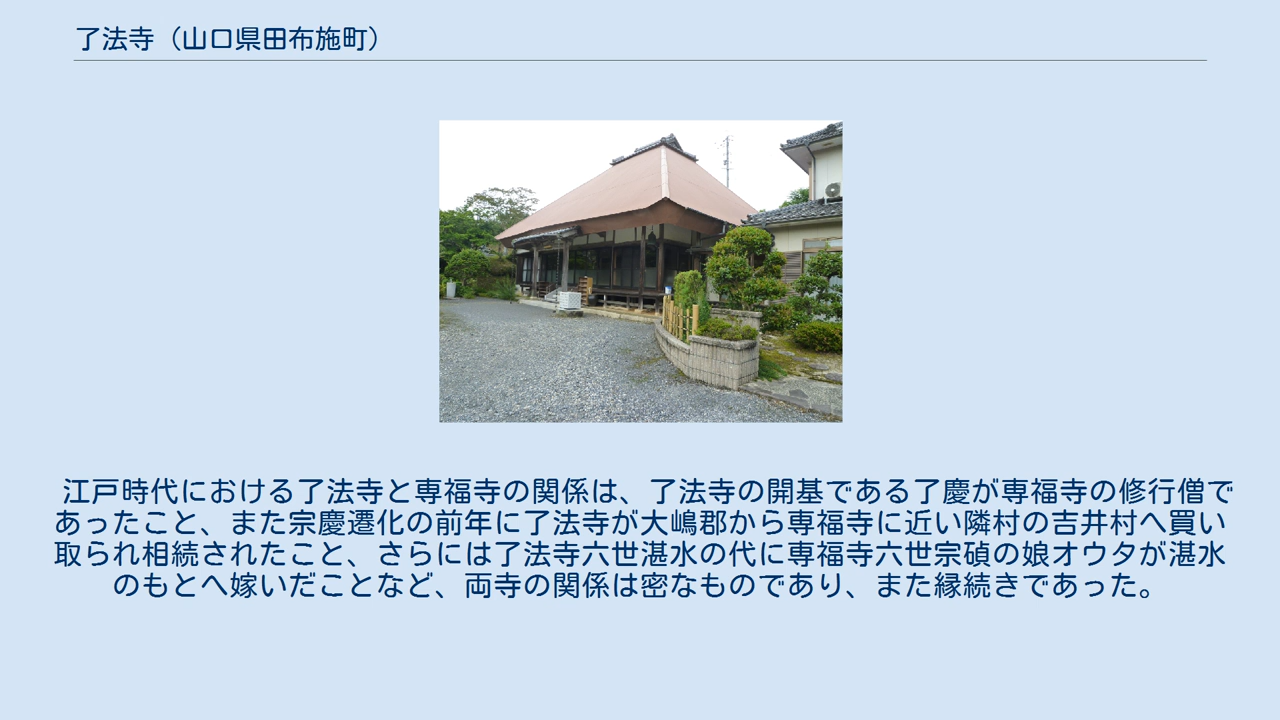 了法寺（山口県田布施町）
江戸時代における了法寺と専福寺の関係は、了法寺の開基である了慶が専福寺の修行僧で
あったこと、また宗慶遷化の前年に了法寺が大嶋郡から専福寺に近い隣村の吉井村へ買い
取られ相続されたこと、さらには了法寺六世湛水の代に専福寺六世宗碵の娘オウタが湛水
のもとへ嫁いだことなど、両寺の関係は密なものであり、また縁続きであった。